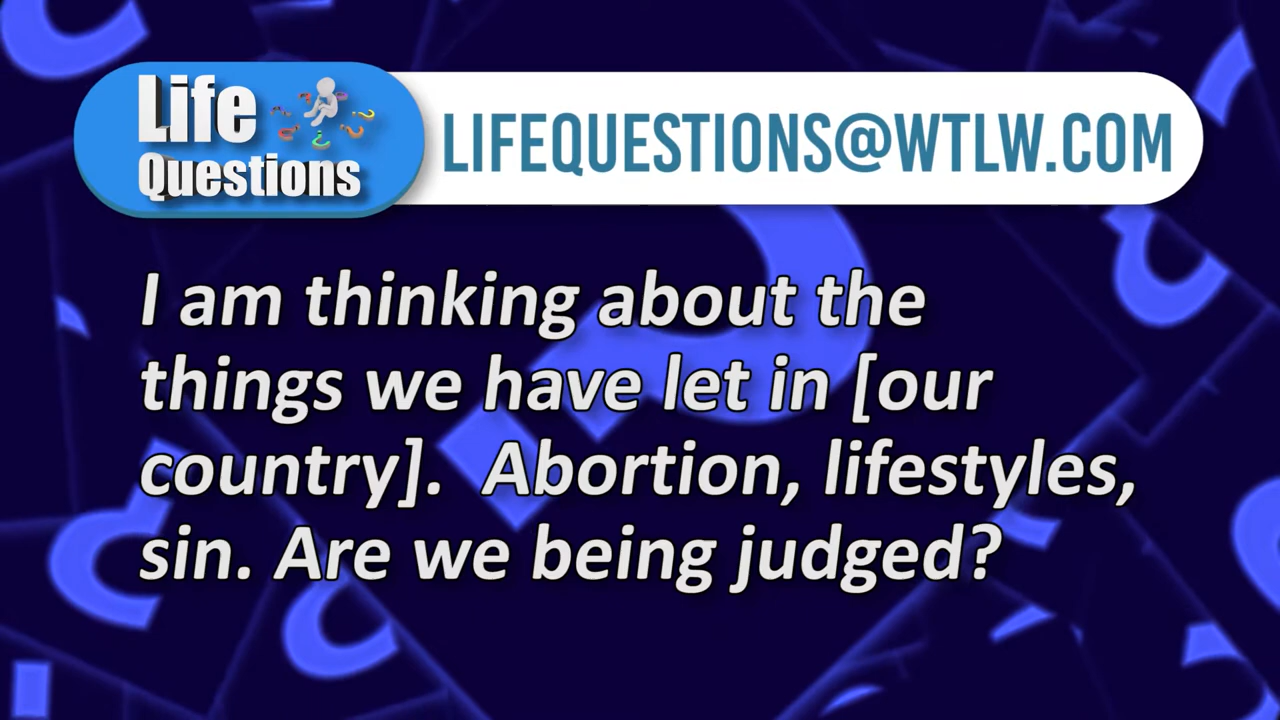 Life
Questions
LIFEQUESTIONS@WTLW.COM
I am thinking about the
things we have let in [our
country].  Abortion, lifestyles,
sin. Are we being judged?